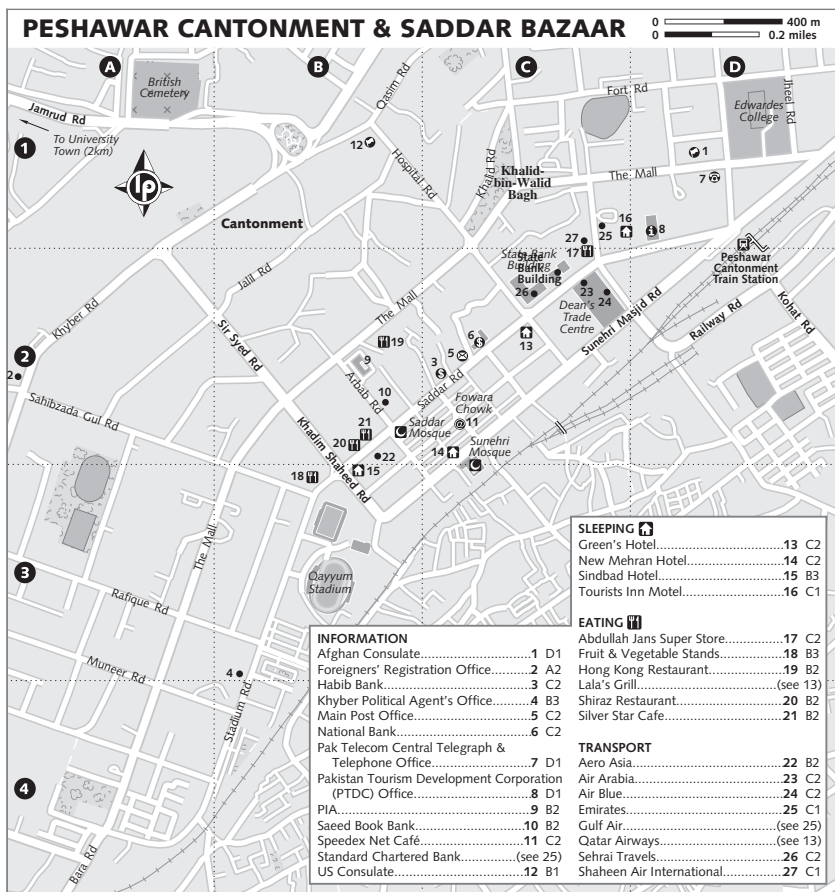 PESHAWAR CANTONMENT & SADDAR BAZAAR
0 400 m
0 0.2 miles
A
B
C
D
1
2
3
4
British
Cemetery
Jamrud Rd
To University
Town (2km)
lp
Cantonment
Qasim Rd
12
Hospital Rd
Khalid Rd
Khalid-
bin-Walid
Bagh
Fort Rd
The Mall
Edwardes
College
Jheel Rd
1
7
16
25
8
27
17
State Bank
Building
State
Bank
Building
26
23
24
Dean's
Trade
Centre
Peshawar
Cantonment
Train Station
Sunehri Masjid Rd
Railway Rd
Kohat Rd
Khyber Rd
Jalil Rd
Sir Syed Rd
The Mall
19
9
Arbab Rd
10
6
5
3
13
Saddar Rd
Fowara
Chowk
11
Saddar
Mosque
Sunehri
Mosque
14
21
20
22
15
18
Khadim Shaheed Rd
2
Sahibzada Gul Rd
The Mall
Qayyum
Stadium
Rafique Rd
Muneer Rd
4
Stadium Rd
Bara Rd
INFORMATION
Afghan Consulate 1 D1
Foreigners' Registration Office 2 A2
Habib Bank 3 C2
Khyber Political Agent's Office 4 B3
Main Post Office 5 C2
National Bank 6 C2
Pak Telecom Central Telegraph &
Telephone Office 7 D1
Pakistan Tourism Development Corporation
(PTDC) Office 8 D1
PIA 9 B2
Saeed Book Bank 10 B2
Speedex Net Café 11 C2
Standard Chartered Bank (see 25)
US Consulate 12 B1
SLEEPING
Green's Hotel 13 C2
New Mehran Hotel 14 C2
Sindbad Hotel 15 B3
Tourists Inn Motel 16 C1
EATING
Abdullah Jans Super Store 17 C2
Fruit & Vegetable Stands 18 B3
Hong Kong Restaurant 19 B2
Lala's Grill (see 13)
Shiraz Restaurant 20 B2
Silver Star Cafe 21 B2
TRANSPORT
Aero Asia 22 B2
Air Arabia 23 C2
Air Blue 24 C2
Emirates 25 C1
Gulf Air (see 25)
Qatar Airways (see 13)
Sehrai Travels 26 C2
Shaheen Air International 27 C1